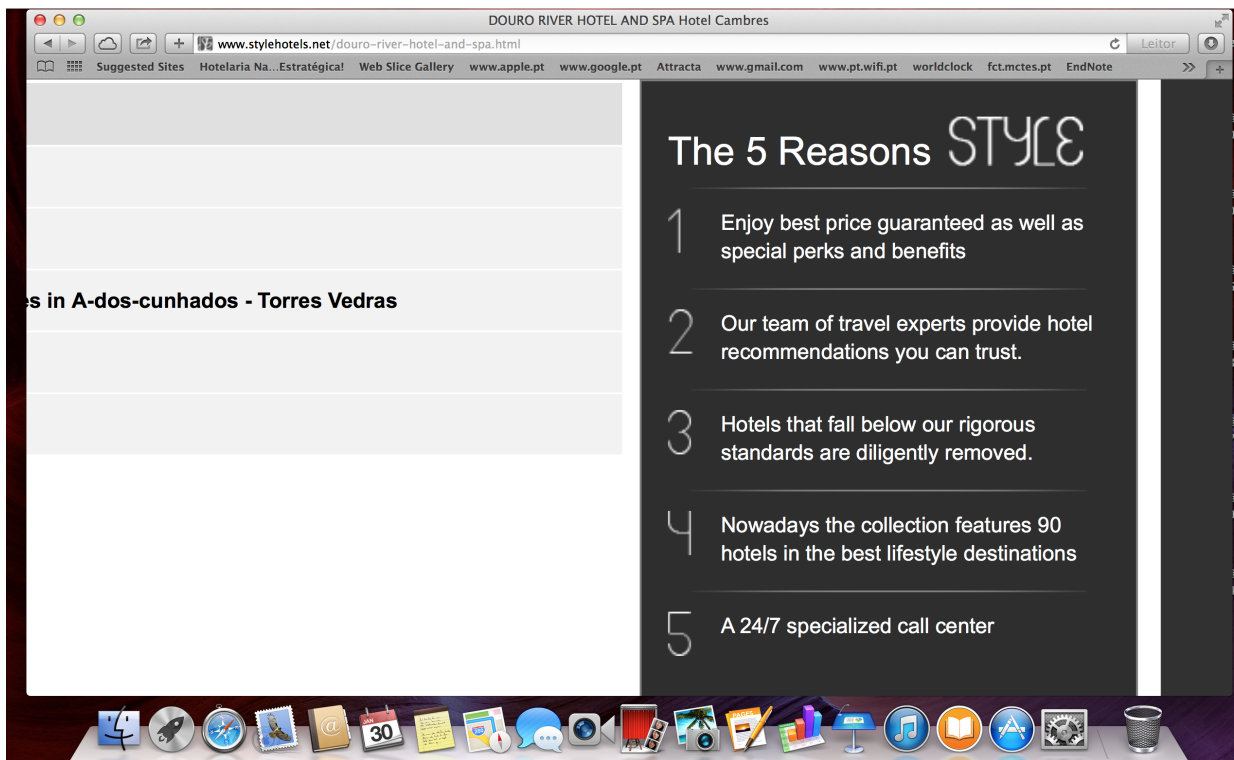 DOURO RIVER HOTEL AND SPA Hotel Cambres
www.stylehotels.net/douro-river-hotel-and-spa.html
Leitor
Suggested Sites Hotelaria Na...Estratégica! Web Slice Gallery www.apple.pt www.google.pt Attracta www.gmail.com www.pt.wifi.pt worldclock fct.mctes.pt EndNote
es in A-dos-cunhados - Torres Vedras
The 5 Reasons STYLE
1 Enjoy best price guaranteed as well as
special perks and benefits
2 Our team of travel experts provide hotel
recommendations you can trust.
3 Hotels that fall below our rigorous
standards are diligently removed.
4 Nowadays the collection features 90
hotels in the best lifestyle destinations
5 A 24/7 specialized call center
JAN
30
PAGES